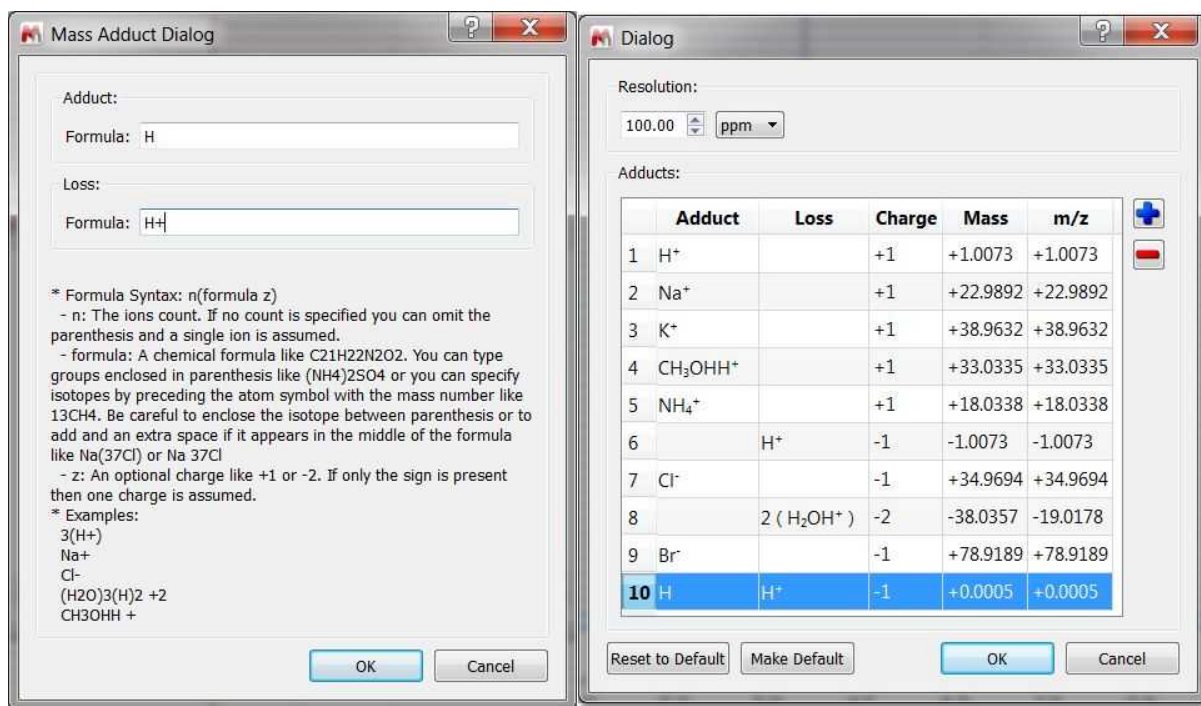 Mass Adduct Dialog
Adduct:
Formula: H
Loss:
Formula: H+
* Formula Syntax: n(formula z)
- n: The ions count. If no count is specified you can omit the
parenthesis and a single ion is assumed.
- formula: A chemical formula like C21H22N2O2. You can type
groups enclosed in parenthesis like (NH4)2SO4 or you can specify
isotopes by preceding the atom symbol with the mass number like
13CH4. Be careful to enclose the isotope between parenthesis or to
add and an extra space if it appears in the middle of the formula
like Na(37Cl) or Na 37Cl
- z: An optional charge like +1 or -2. If only the sign is present
then one charge is assumed.
* Examples:
3(H+)
Na+
Cl-
(H2O)3(H)2 +2
CH3OHH +
OK Cancel
Dialog
Resolution:
100.00 ppm
Adducts:
Adduct Loss Charge Mass m/z
1 H⁺ +1 +1.0073 +1.0073
2 Na⁺ +1 +22.9892 +22.9892
3 K⁺ +1 +38.9632 +38.9632
4 CH₃OHH⁺ +1 +33.0335 +33.0335
5 NH₄⁺ +1 +18.0338 +18.0338
6 H⁺ -1 -1.0073 -1.0073
7 Cl⁻ -1 +34.9694 +34.9694
8 2 ( H₂OH⁺ ) -2 -38.0357 -19.0178
9 Br⁻ -1 +78.9189 +78.9189
10 H H⁺ -1 +0.0005 +0.0005
Reset to Default Make Default OK Cancel